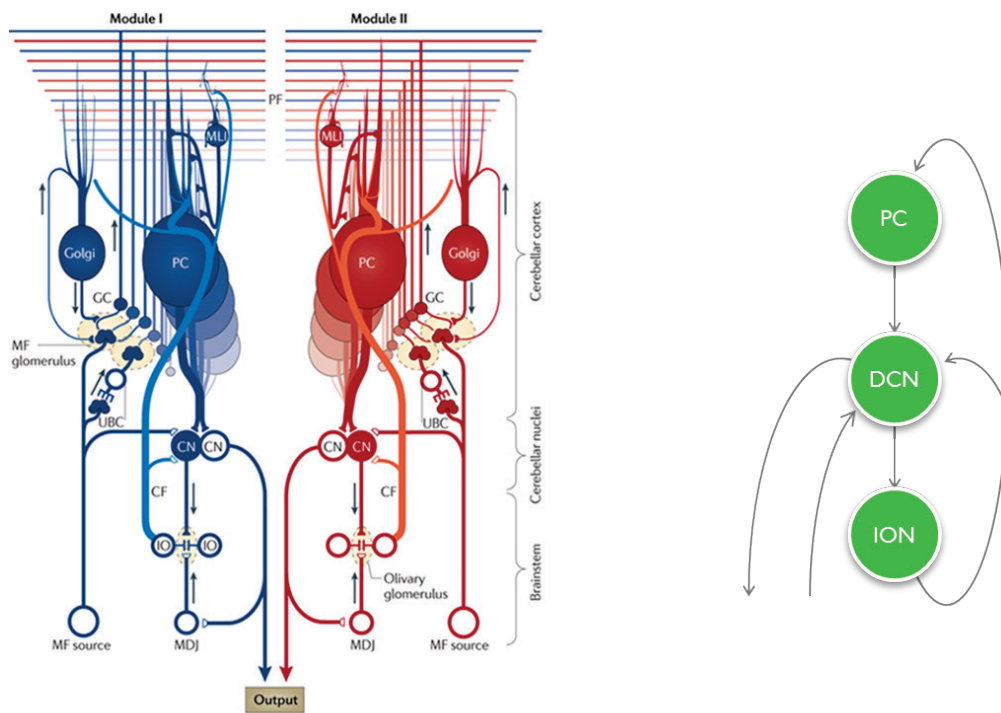 Module I
Module II
PF
MLI
MLI
Golgi
PC
PC
Golgi
GC
GC
MF
glomerulus
UBC
UBC
CN
CN
CN
CN
CF
CF
IO
IO
Olivary
glomerulus
MF source
MDJ
MDJ
MF source
Output
Cerebellar cortex
Cerebellar nuclei
Brainstem
PC
DCN
ION